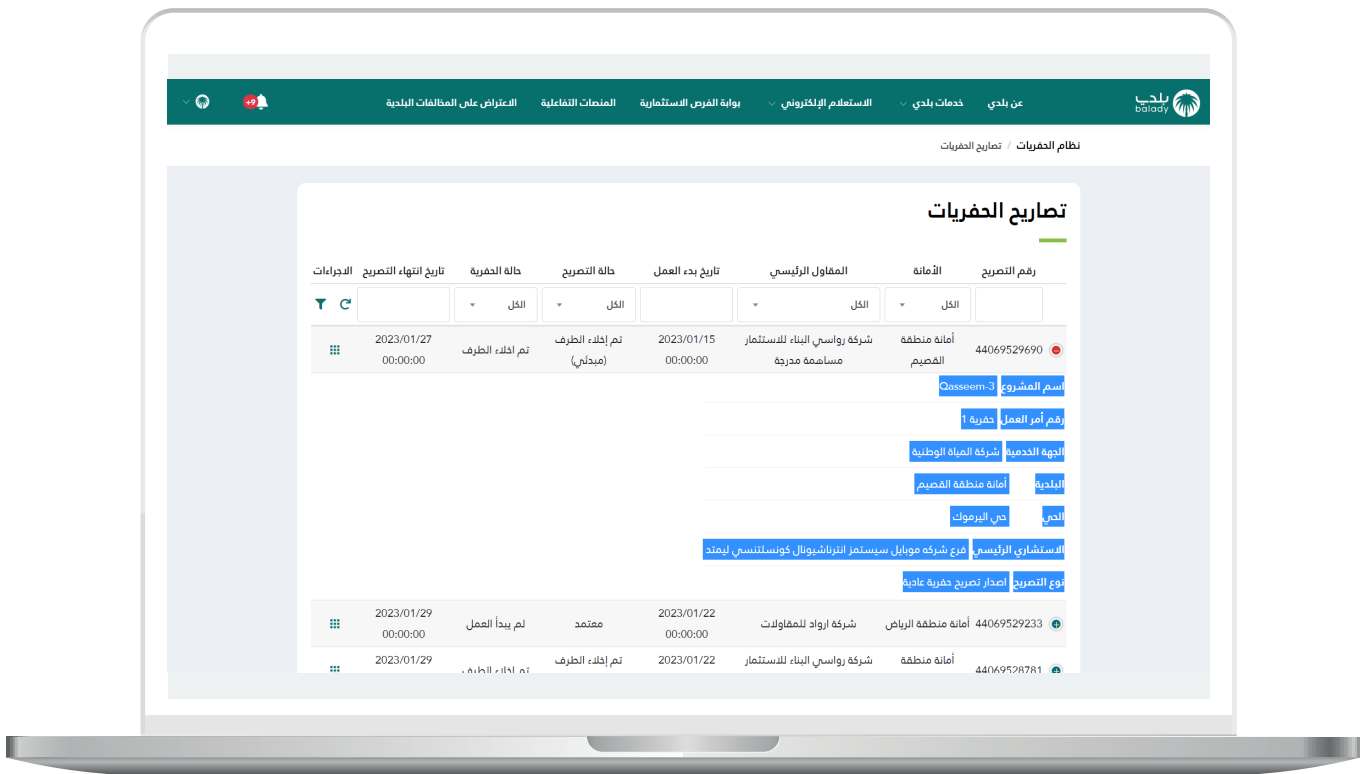 بلدي
balady
عن بلدي
خدمات بلدي
الاستعلام الإلكتروني
بوابة الفرص الاستثمارية
المنصات التفاعلية
الاعتراض على المخالفات البلدية
+9
نظام الحفريات / تصاريح الحفريات
تصاريح الحفريات
رقم التصريح الأمانة المقاول الرئيسي تاريخ بدء العمل حالة التصريح حالة الحفرية تاريخ انتهاء التصريح الاجراءات
الكل الكل الكل الكل
44069529690 أمانة منطقة القصيم شركة رواسي البناء للاستثمار مساهمة مدرجة 2023/01/15 00:00:00 تم إخلاء الطرف (مبدئي) تم اخلاء الطرف 2023/01/27 00:00:00
اسم المشروع Qasseem-3
رقم أمر العمل حفرية 1
الجهة الخدمية شركة المياة الوطنية
البلدية أمانة منطقة القصيم
الحي حي اليرموك
الاستشاري الرئيسي فرع شركه موبايل سيستمز انترناشيونال كونسلتنسي ليمتد
نوع التصريح اصدار تصريح حفرية عادية
44069529233 أمانة منطقة الرياض شركة ارواد للمقاولات 2023/01/22 00:00:00 معتمد لم يبدأ العمل 2023/01/29 00:00:00
44069528781 أمانة منطقة شركة رواسي البناء للاستثمار 2023/01/22 تم إخلاء الطرف تم اخلاء الطرف 2023/01/29